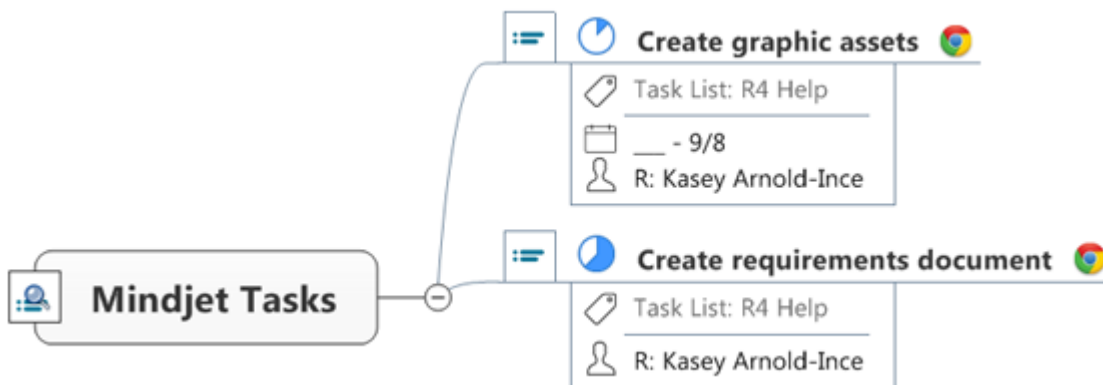 Create graphic assets
Task List: R4 Help
___ - 9/8
R: Kasey Arnold-Ince
Create requirements document
Mindjet Tasks
Task List: R4 Help
R: Kasey Arnold-Ince